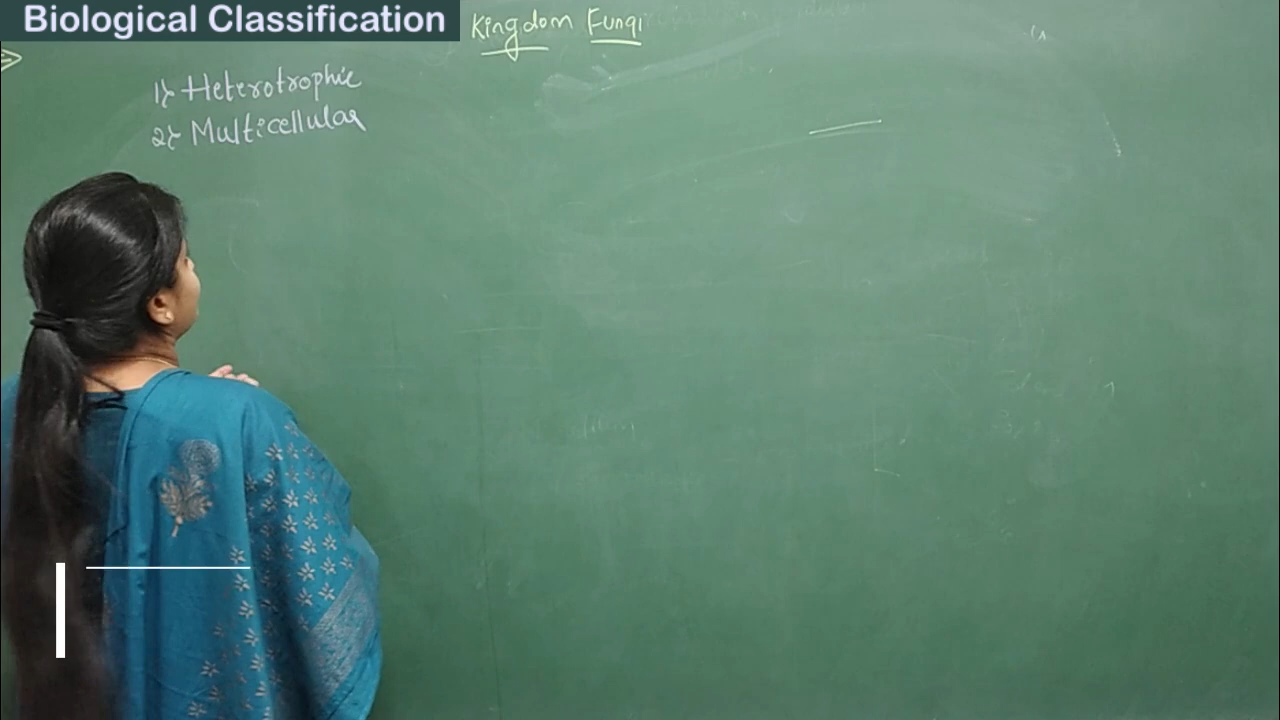 Biological Classification
Kingdom Fungi
1) Heterotrophic
2) Multicellular